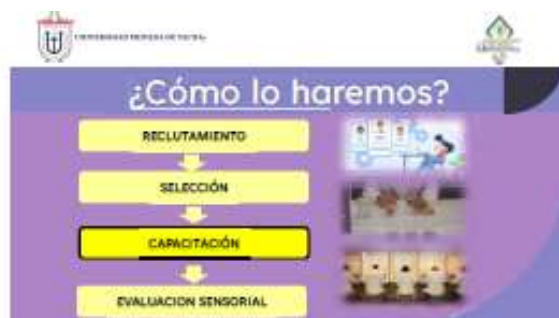 ¿Cómo lo haremos?
RECLUTAMIENTO
SELECCIÓN
CAPACITACIÓN
EVALUACION SENSORIAL